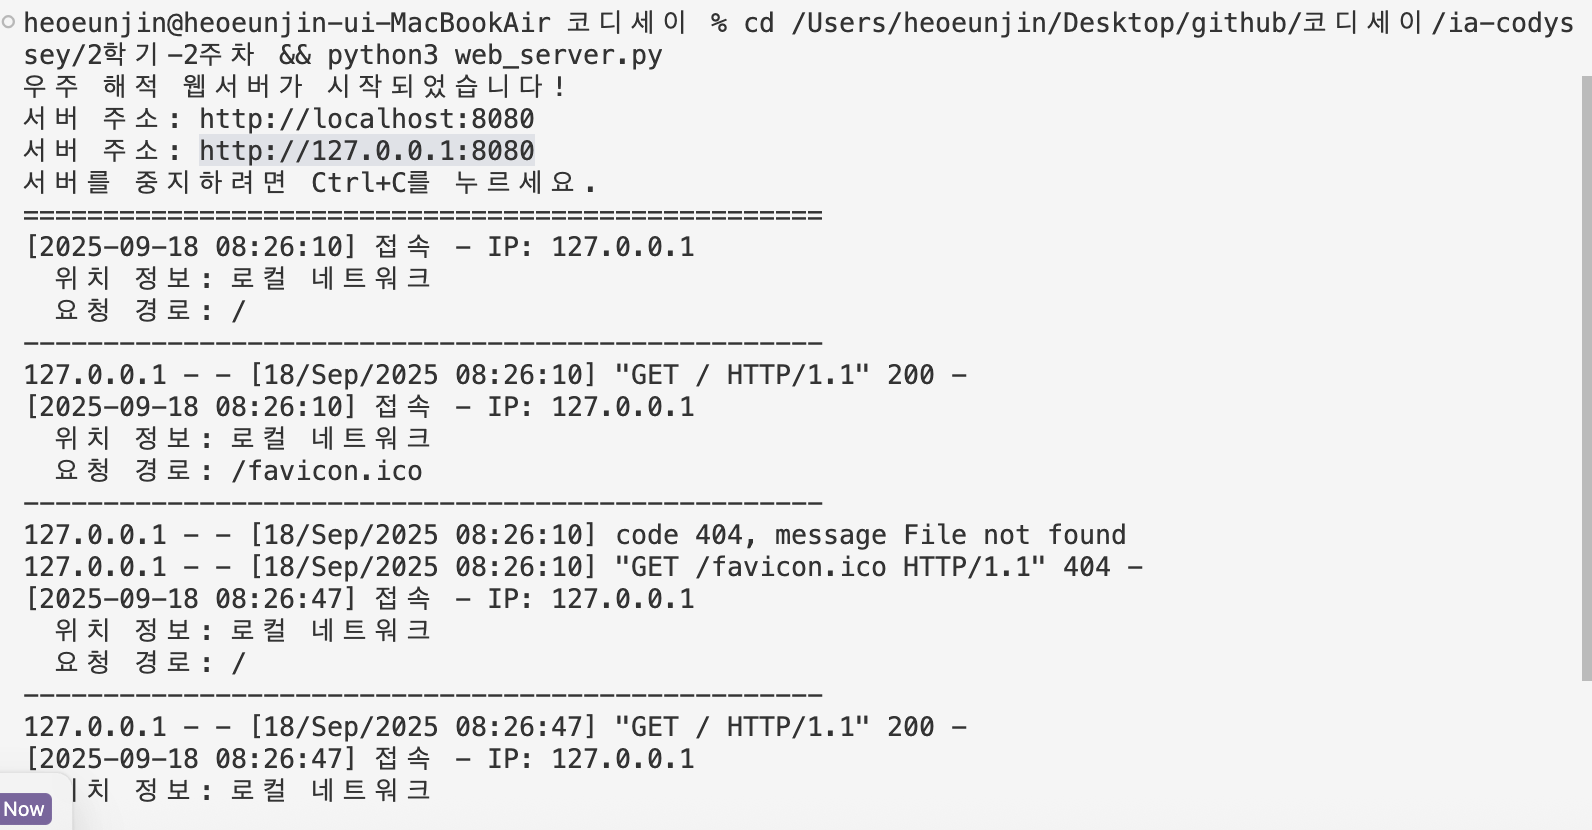 heoeunjin@heoeunjin-ui-MacBookAir 코디세이 % cd /Users/heoeunjin/Desktop/github/코디세이/ia-codys
sey/2학기-2주차 && python3 web_server.py
우주 해적 웹서버가 시작되었습니다!
서버 주소: http://localhost:8080
서버 주소: http://127.0.0.1:8080
서버를 중지하려면 Ctrl+C를 누르세요.
==================================================
[2025-09-18 08:26:10] 접속 - IP: 127.0.0.1
  위치 정보: 로컬 네트워크
  요청 경로: /
--------------------------------------------------
127.0.0.1 - - [18/Sep/2025 08:26:10] "GET / HTTP/1.1" 200 -
[2025-09-18 08:26:10] 접속 - IP: 127.0.0.1
  위치 정보: 로컬 네트워크
  요청 경로: /favicon.ico
--------------------------------------------------
127.0.0.1 - - [18/Sep/2025 08:26:10] code 404, message File not found
127.0.0.1 - - [18/Sep/2025 08:26:10] "GET /favicon.ico HTTP/1.1" 404 -
[2025-09-18 08:26:47] 접속 - IP: 127.0.0.1
  위치 정보: 로컬 네트워크
  요청 경로: /
--------------------------------------------------
127.0.0.1 - - [18/Sep/2025 08:26:47] "GET / HTTP/1.1" 200 -
[2025-09-18 08:26:47] 접속 - IP: 127.0.0.1
  위치 정보: 로컬 네트워크
Now